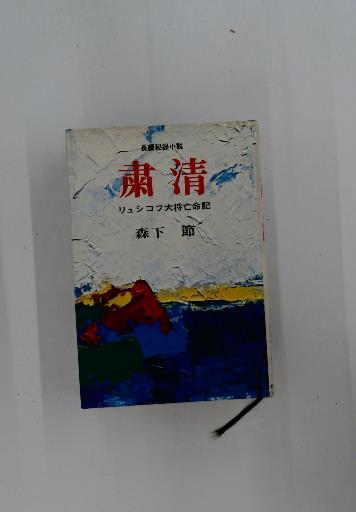 長編秘録小説
粛清
リュシコフ大将亡命記
森下 節